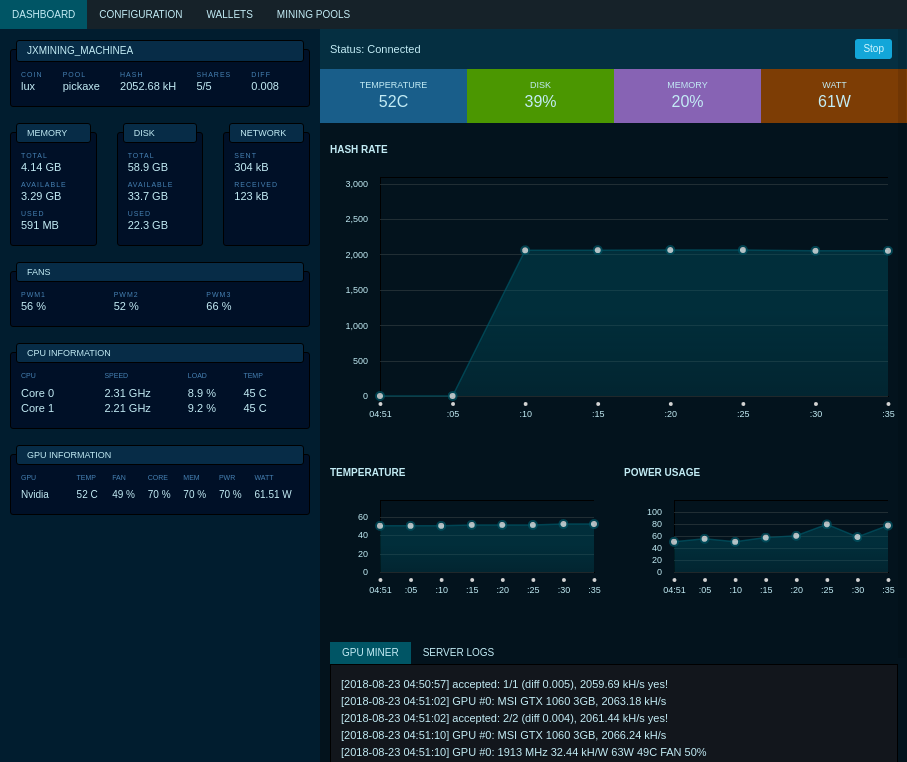 DASHBOARD CONFIGURATION WALLETS MINING POOLS
JXMINING_MACHINEA
COIN POOL HASH SHARES DIFF
lux pickaxe 2052.68 kH 5/5 0.008
MEMORY
TOTAL
4.14 GB
AVAILABLE
3.29 GB
USED
591 MB
DISK
TOTAL
58.9 GB
AVAILABLE
33.7 GB
USED
22.3 GB
NETWORK
SENT
304 kB
RECEIVED
123 kB
FANS
PWM1 PWM2 PWM3
56 % 52 % 66 %
CPU INFORMATION
CPU SPEED LOAD TEMP
Core 0 2.31 GHz 8.9 % 45 C
Core 1 2.21 GHz 9.2 % 45 C
GPU INFORMATION
GPU TEMP FAN CORE MEM PWR WATT
Nvidia 52 C 49 % 70 % 70 % 70 % 61.51 W
Status: Connected Stop
TEMPERATURE DISK MEMORY WATT
52C 39% 20% 61W
HASH RATE
3,000
2,500
2,000
1,500
1,000
500
0
04:51 :05 :10 :15 :20 :25 :30 :35
TEMPERATURE
60
40
20
0
04:51 :05 :10 :15 :20 :25 :30 :35
POWER USAGE
100
80
60
40
20
0
04:51 :05 :10 :15 :20 :25 :30 :35
GPU MINER SERVER LOGS
[2018-08-23 04:50:57] accepted: 1/1 (diff 0.005), 2059.69 kH/s yes!
[2018-08-23 04:51:02] GPU #0: MSI GTX 1060 3GB, 2063.18 kH/s
[2018-08-23 04:51:02] accepted: 2/2 (diff 0.004), 2061.44 kH/s yes!
[2018-08-23 04:51:10] GPU #0: MSI GTX 1060 3GB, 2066.24 kH/s
[2018-08-23 04:51:10] GPU #0: 1913 MHz 32.44 kH/W 63W 49C FAN 50%